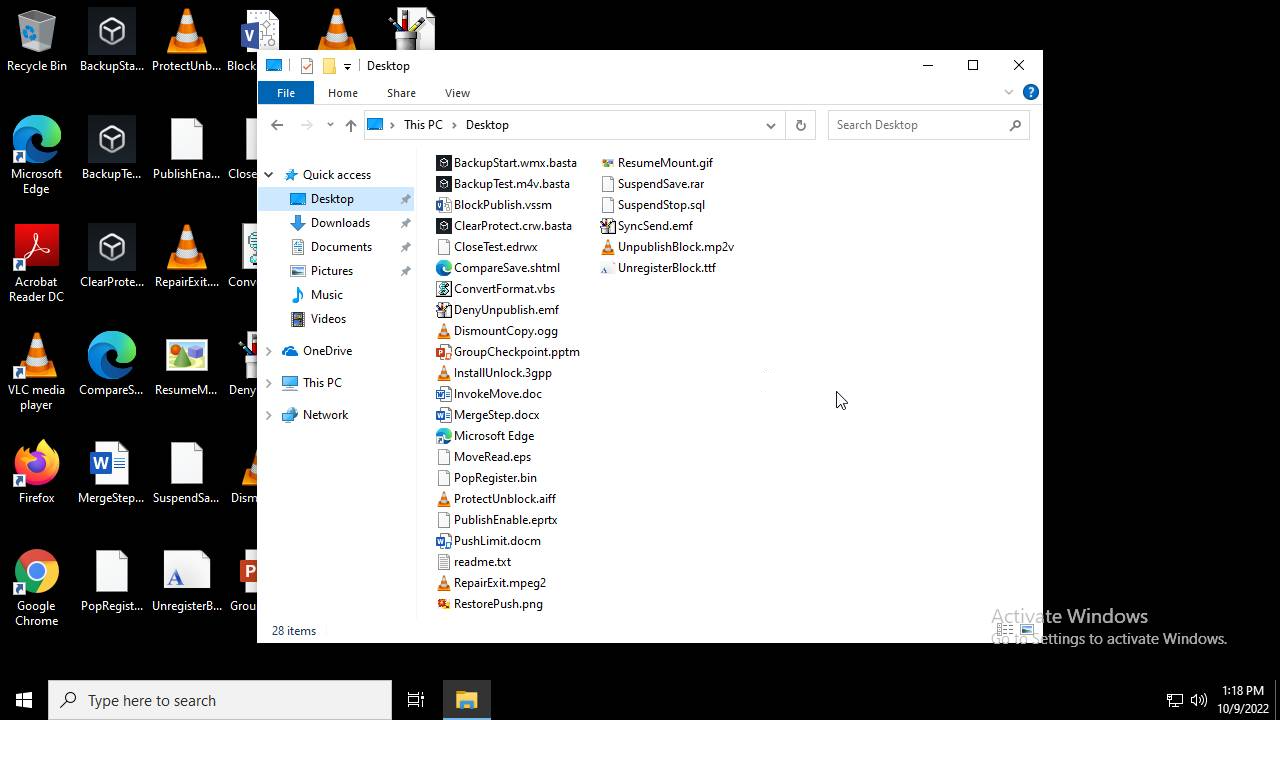 Recycle Bin
BackupSta...
ProtectUnb...
Block
Desktop
File
Home
Share
View
This PC
Desktop
Search Desktop
Microsoft
Edge
BackupTe...
PublishEna...
Close
Acrobat
Reader DC
ClearProte...
RepairExit....
Conv
VLC media
player
CompareS...
ResumeM...
Deny
Firefox
MergeStep...
SuspendSa...
Dism
Google
Chrome
PopRegist...
UnregisterB...
Grou
Quick access
Desktop
Downloads
Documents
Pictures
Music
Videos
OneDrive
This PC
Network
BackupStart.wmx.basta
BackupTest.m4v.basta
BlockPublish.vssm
ClearProtect.crw.basta
CloseTest.edrwx
CompareSave.shtml
ConvertFormat.vbs
DenyUnpublish.emf
DismountCopy.ogg
GroupCheckpoint.pptm
InstallUnlock.3gpp
InvokeMove.doc
MergeStep.docx
Microsoft Edge
MoveRead.eps
PopRegister.bin
ProtectUnblock.aiff
PublishEnable.eprtx
PushLimit.docm
readme.txt
RepairExit.mpeg2
RestorePush.png
ResumeMount.gif
SuspendSave.rar
SuspendStop.sql
SyncSend.emf
UnpublishBlock.mp2v
UnregisterBlock.ttf
28 items
Activate Windows
Go to Settings to activate Windows.
Type here to search
1:18 PM
10/9/2022